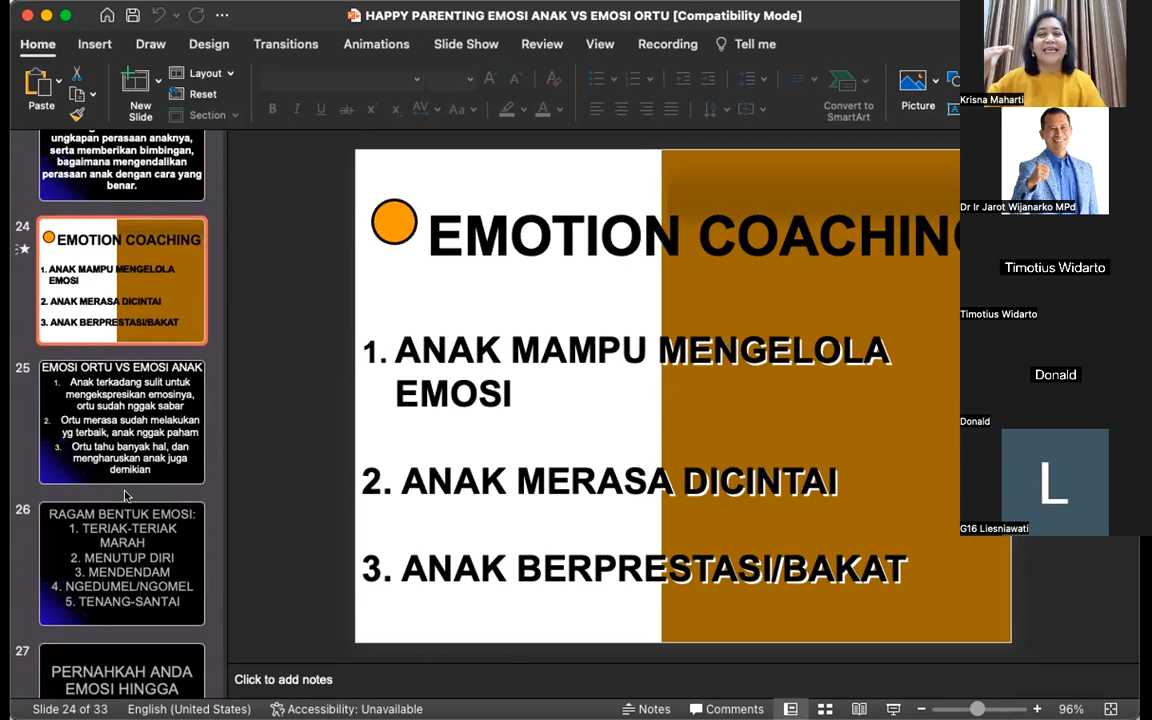 HAPPY PARENTING EMOSI ANAK VS EMOSI ORTU [Compatibility Mode]
Home Insert Draw Design Transitions Animations Slide Show Review View Recording Tell me
Paste
New
Slide
Layout
Reset
Section
Convert to
SmartArt
Picture
ungkapan perasaan anaknya,
serta memberikan bimbingan,
bagaimana mengendalikan
perasaan anak dengan cara yang
benar.
24
EMOTION COACHING
1. ANAK MAMPU MENGELOLA
EMOSI
2. ANAK MERASA DICINTAI
3. ANAK BERPRESTASI/BAKAT
25
EMOSI ORTU VS EMOSI ANAK
1. Anak terkadang sulit untuk
mengekspresikan emosinya,
ortu sudah nggak sabar
2. Ortu merasa sudah melakukan
yg terbaik, anak nggak paham
3. Ortu tahu banyak hal, dan
mengharuskan anak juga
demikian
26
RAGAM BENTUK EMOSI:
1. TERIAK-TERIAK
MARAH
2. MENUTUP DIRI
3. MENDENDAM
4. NGEDUMEL/NGOMEL
5. TENANG-SANTAI
27
PERNAHKAH ANDA
EMOSI HINGGA
EMOTION COACHING
1. ANAK MAMPU MENGELOLA
EMOSI
2. ANAK MERASA DICINTAI
3. ANAK BERPRESTASI/BAKAT
Click to add notes
Slide 24 of 33 English (United States) Accessibility: Unavailable Notes Comments 96%
Krisna Maharti
Dr Ir Jarot Wijanarko MPd
Timotius Widarto
Timotius Widarto
Donald
Donald
L
G16 Liesniawati